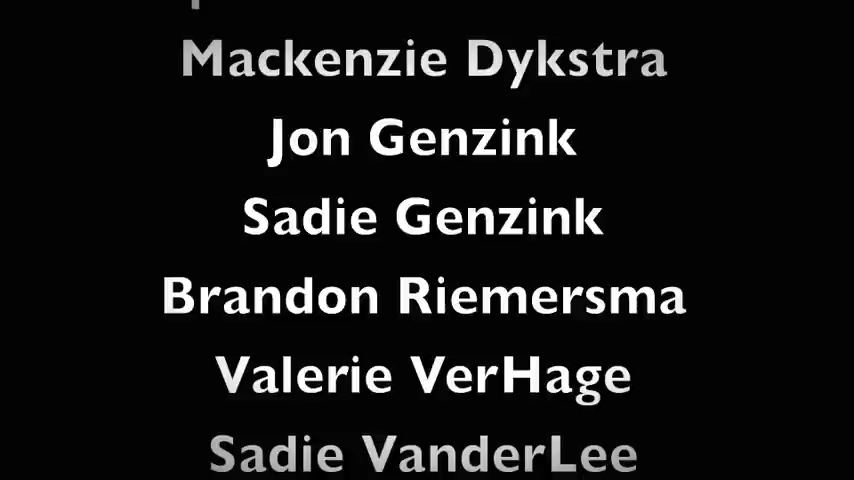 Mackenzie Dykstra
Jon Genzink
Sadie Genzink
Brandon Riemersma
Valerie VerHage
Sadie VanderLee